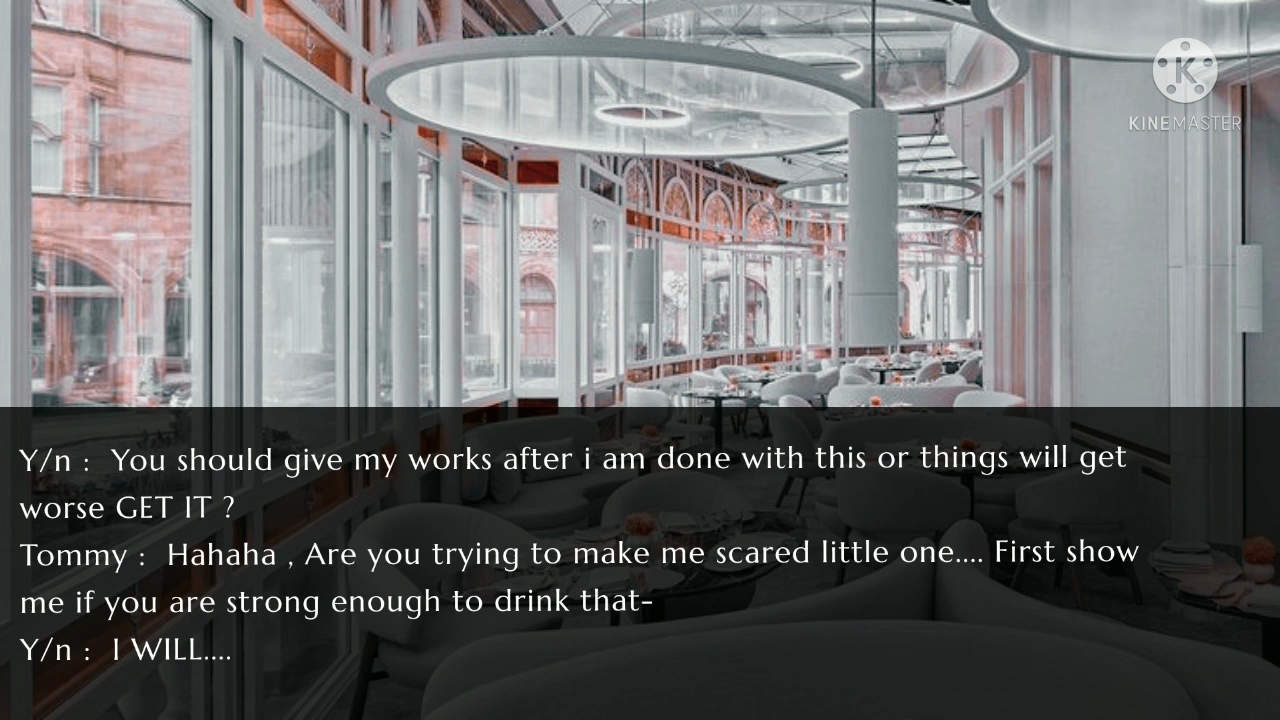 KINEMASTER
Y/n :  You should give my works after i am done with this or things will get
worse GET IT ?
Tommy :  Hahaha , Are you trying to make me scared little one.... First show
me if you are strong enough to drink that-
Y/n :  I WILL....